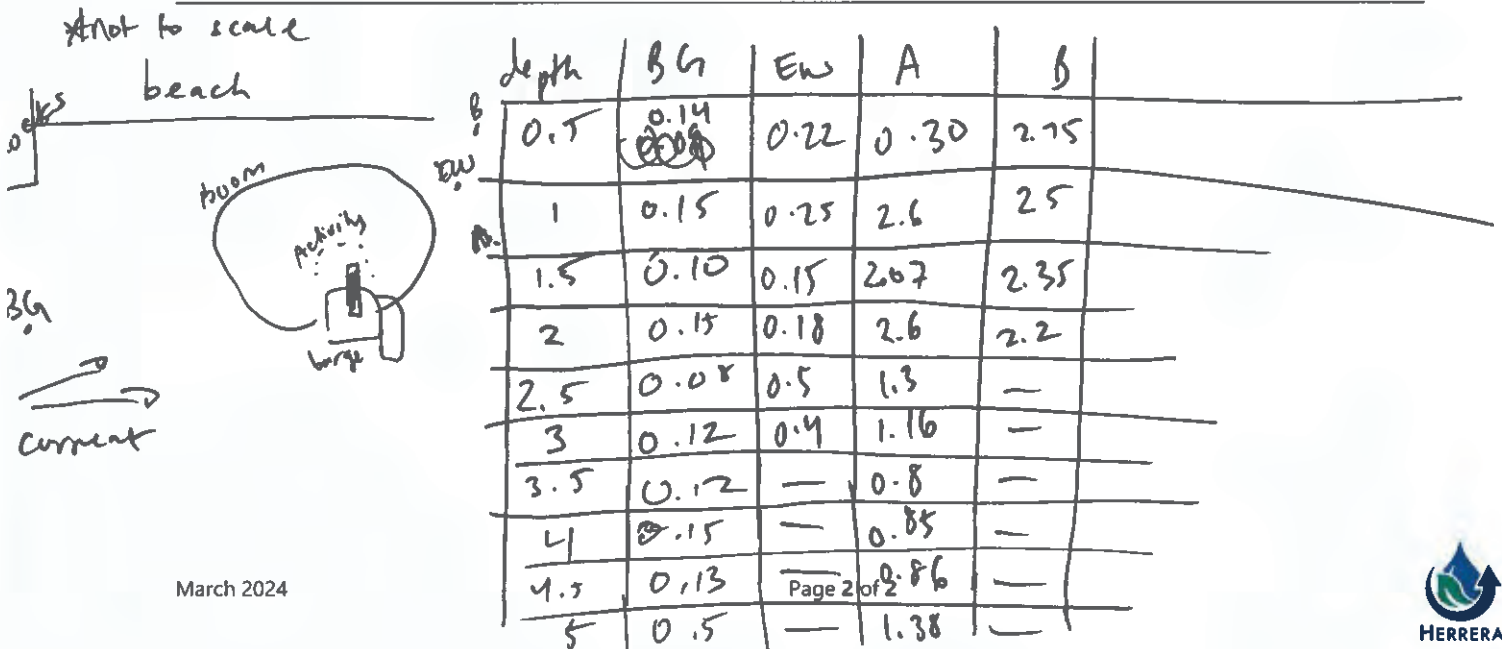 *not to scale
beach
boom
Activity
barge
BG
current
B
EW
A
depth BG EW A B
0.5 0.14 0.22 0.30 2.75
1 0.15 0.25 2.6 25
1.5 0.10 0.15 207 2.35
2 0.15 0.18 2.6 2.2
2.5 0.08 0.5 1.3 —
3 0.12 0.4 1.16 —
3.5 0.12 — 0.8 —
4 0.15 — 0.85 —
4.5 0.13 — 0.86 —
5 0.5 — 1.38 —
March 2024
Page 2 of 2
HERRERA